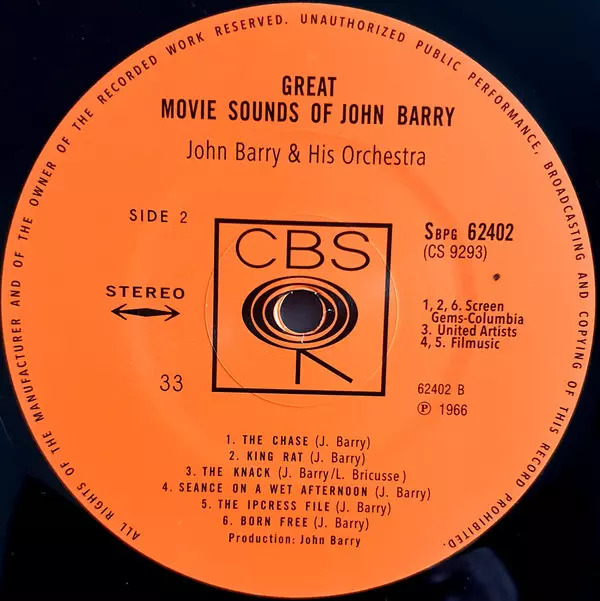 ALL RIGHTS OF THE MANUFACTURER AND OF THE OWNER OF THE RECORDED WORK RESERVED. UNAUTHORIZED PUBLIC PERFORMANCE, BROADCASTING AND COPYING OF THIS RECORD PROHIBITED.
GREAT
MOVIE SOUNDS OF JOHN BARRY
John Barry & His Orchestra
SIDE 2
CBS
SBPG 62402
(CS 9293)
STEREO
1, 2, 6. Screen
Gems-Columbia
3. United Artists
4, 5. Filmusic
33
62402 B
Ⓟ 1966
1. THE CHASE (J. Barry)
2. KING RAT (J. Barry)
3. THE KNACK (J. Barry/L. Bricusse)
4. SEANCE ON A WET AFTERNOON (J. Barry)
5. THE IPCRESS FILE (J. Barry)
6. BORN FREE (J. Barry)
Production: John Barry